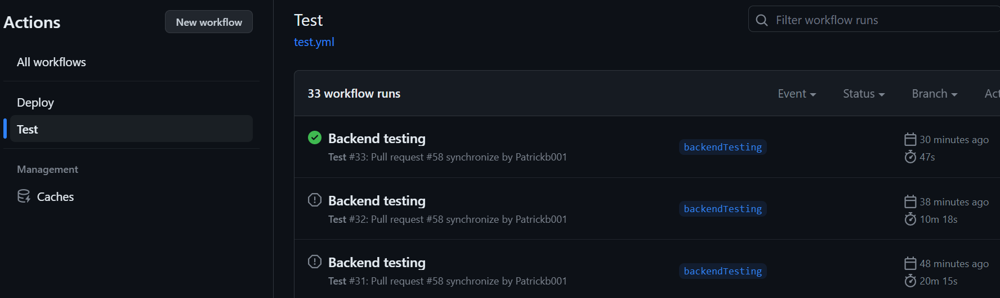 Actions
New workflow
All workflows
Deploy
Test
Management
Caches
Test
test.yml
Filter workflow runs
33 workflow runs
Event
Status
Branch
Backend testing
Test #33: Pull request #58 synchronize by Patrickb001
backendTesting
30 minutes ago
47s
Backend testing
Test #32: Pull request #58 synchronize by Patrickb001
backendTesting
38 minutes ago
10m 18s
Backend testing
Test #31: Pull request #58 synchronize by Patrickb001
backendTesting
48 minutes ago
20m 15s